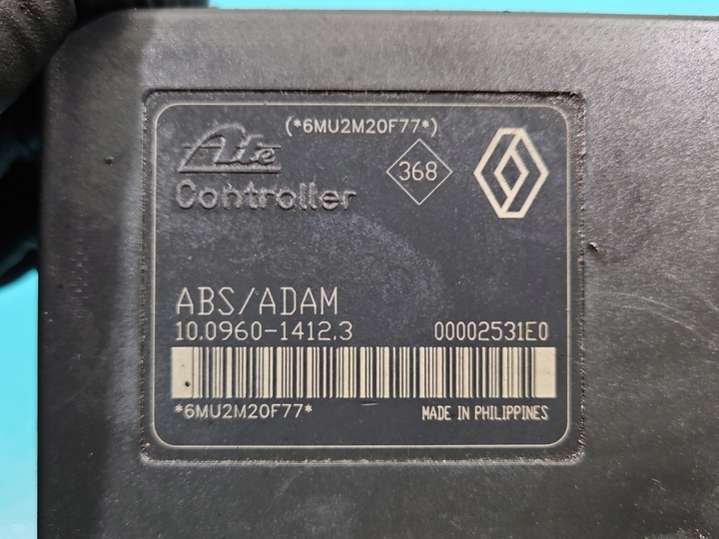 (*6MU2M20F77*)
Ate
368
Controller
ABS/ADAM
10.0960-1412.3 00002531E0
*6MU2M20F77*
MADE IN PHILIPPINES